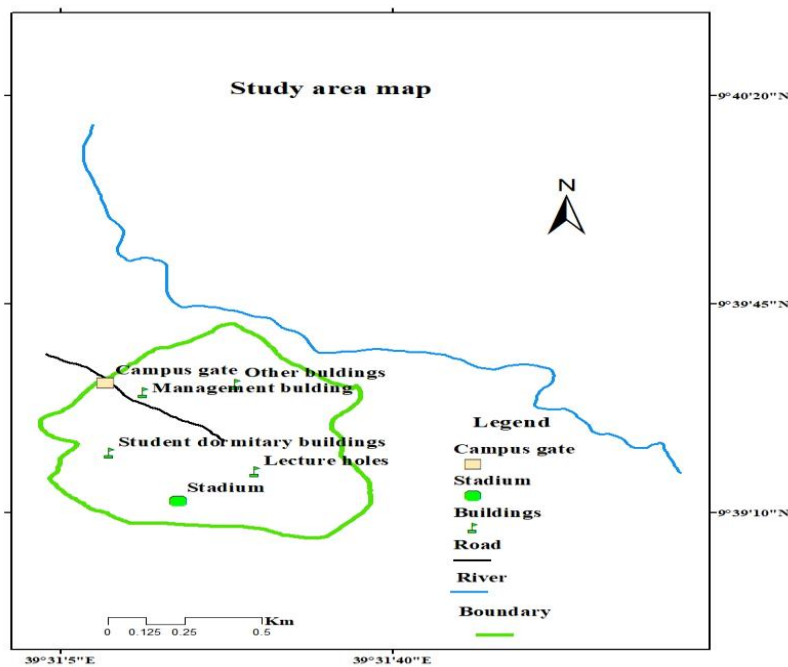 Study area map
9°40'20"N
N
9°39'45"N
Campus gate
Other buldings
Management bulding
Student dormitary buildings
Lecture holes
Stadium
Legend
Campus gate
Stadium
Buildings
Road
River
Boundary
9°39'10"N
Km
0 0.125 0.25 0.5
39°31'5"E
39°31'40"E